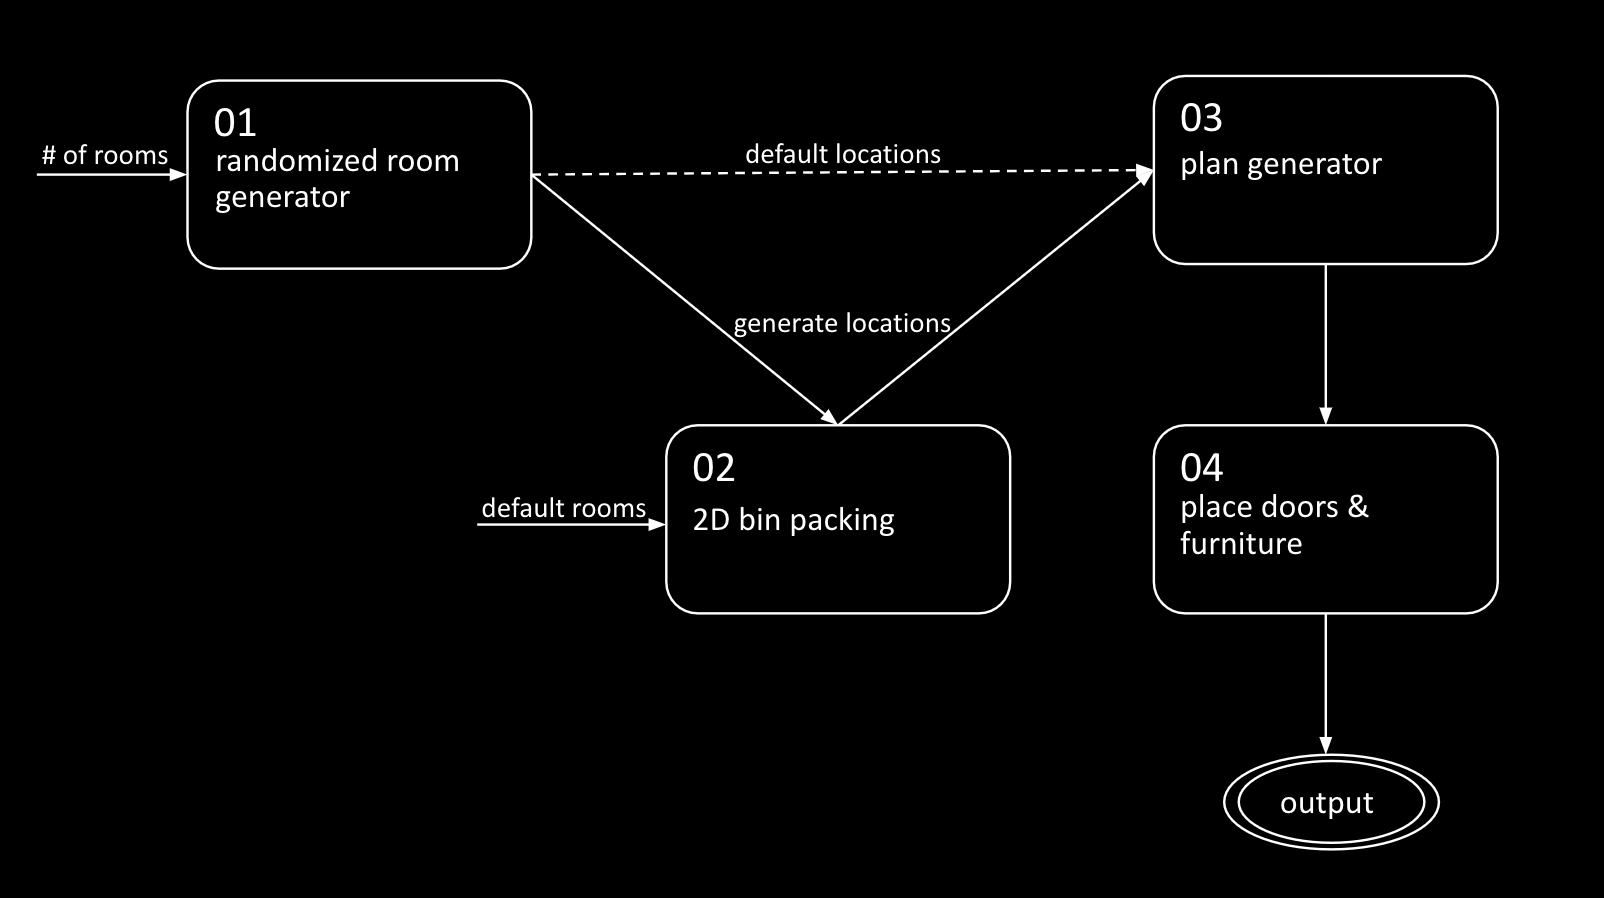 # of rooms
01
randomized room
generator
default locations
03
plan generator
generate locations
default rooms
02
2D bin packing
04
place doors &
furniture
output